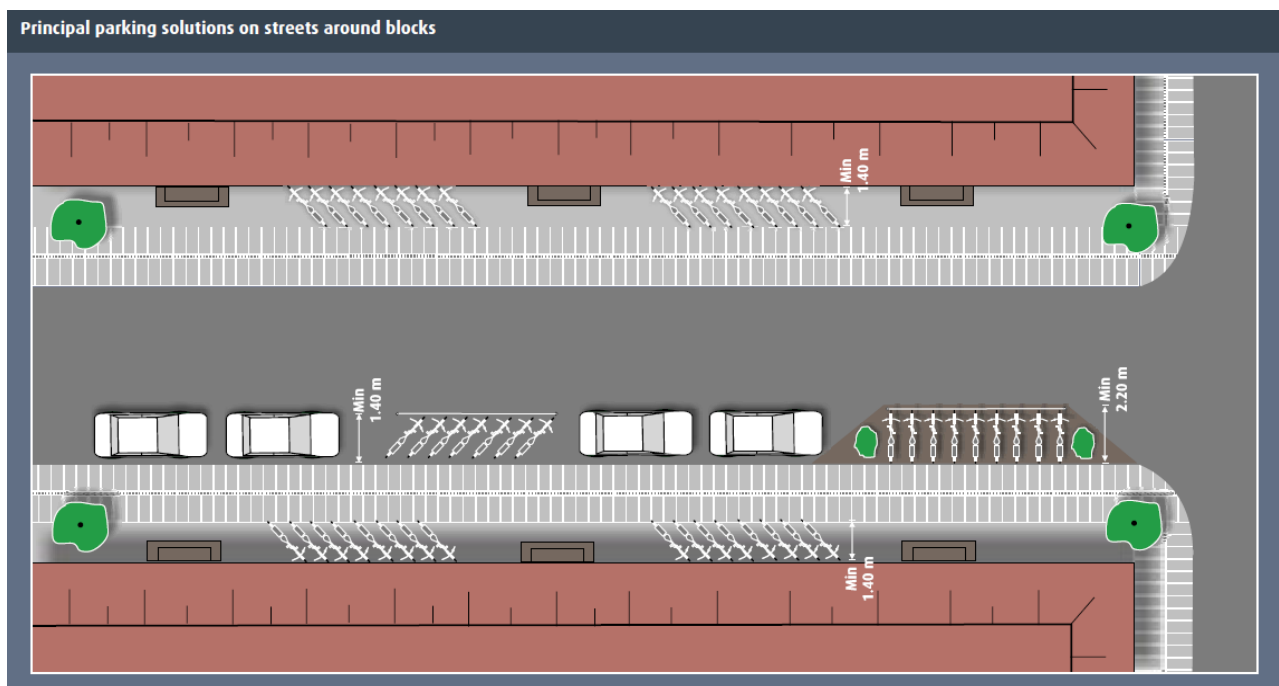 Principal parking solutions on streets around blocks
Min
1.40 m
Min
1.40 m
Min
2.20 m
Min
1.40 m